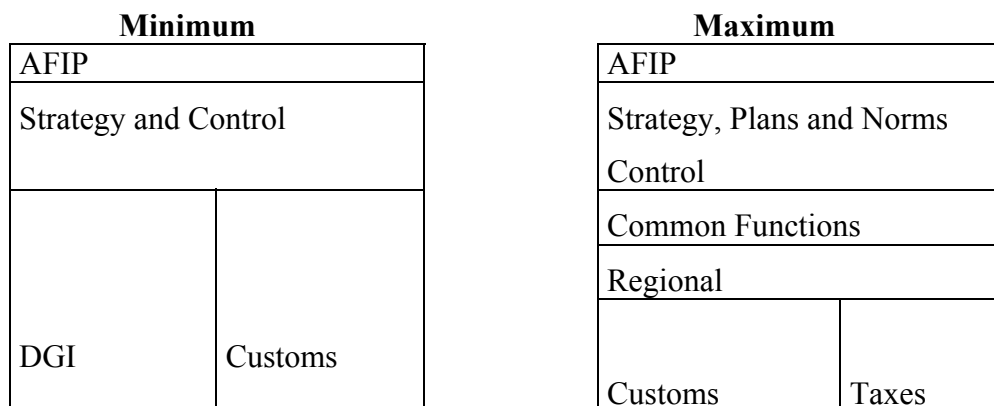 Minimum
AFIP
Strategy and Control
DGI
Customs
Maximum
AFIP
Strategy, Plans and Norms
Control
Common Functions
Regional
Customs
Taxes